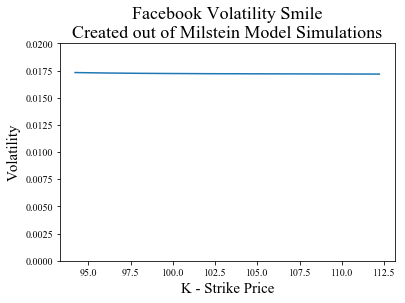 Facebook Volatility Smile
Created out of Milstein Model Simulations
Volatility
0.0200
0.0175
0.0150
0.0125
0.0100
0.0075
0.0050
0.0025
0.0000
95.0 97.5 100.0 102.5 105.0 107.5 110.0 112.5
K - Strike Price